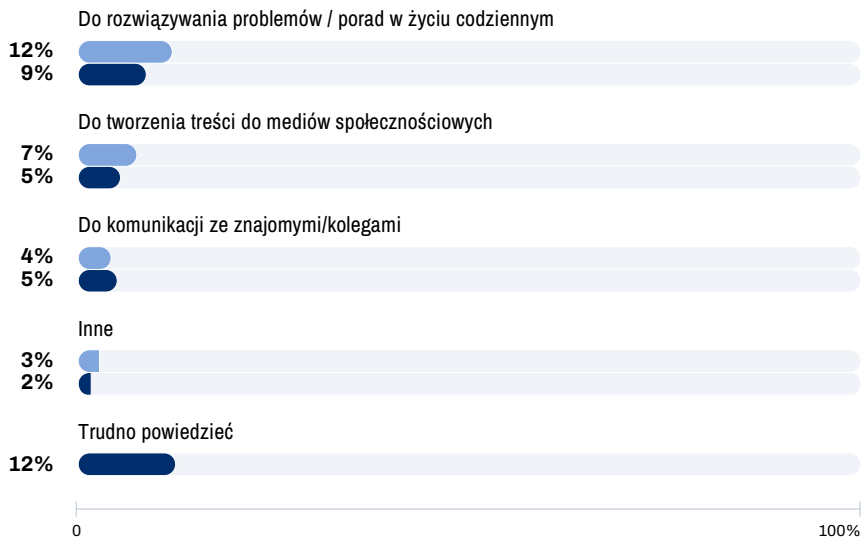 Do rozwiązywania problemów / porad w życiu codziennym
12%
9%
Do tworzenia treści do mediów społecznościowych
7%
5%
Do komunikacji ze znajomymi/kolegami
4%
5%
Inne
3%
2%
Trudno powiedzieć
12%
0 100%